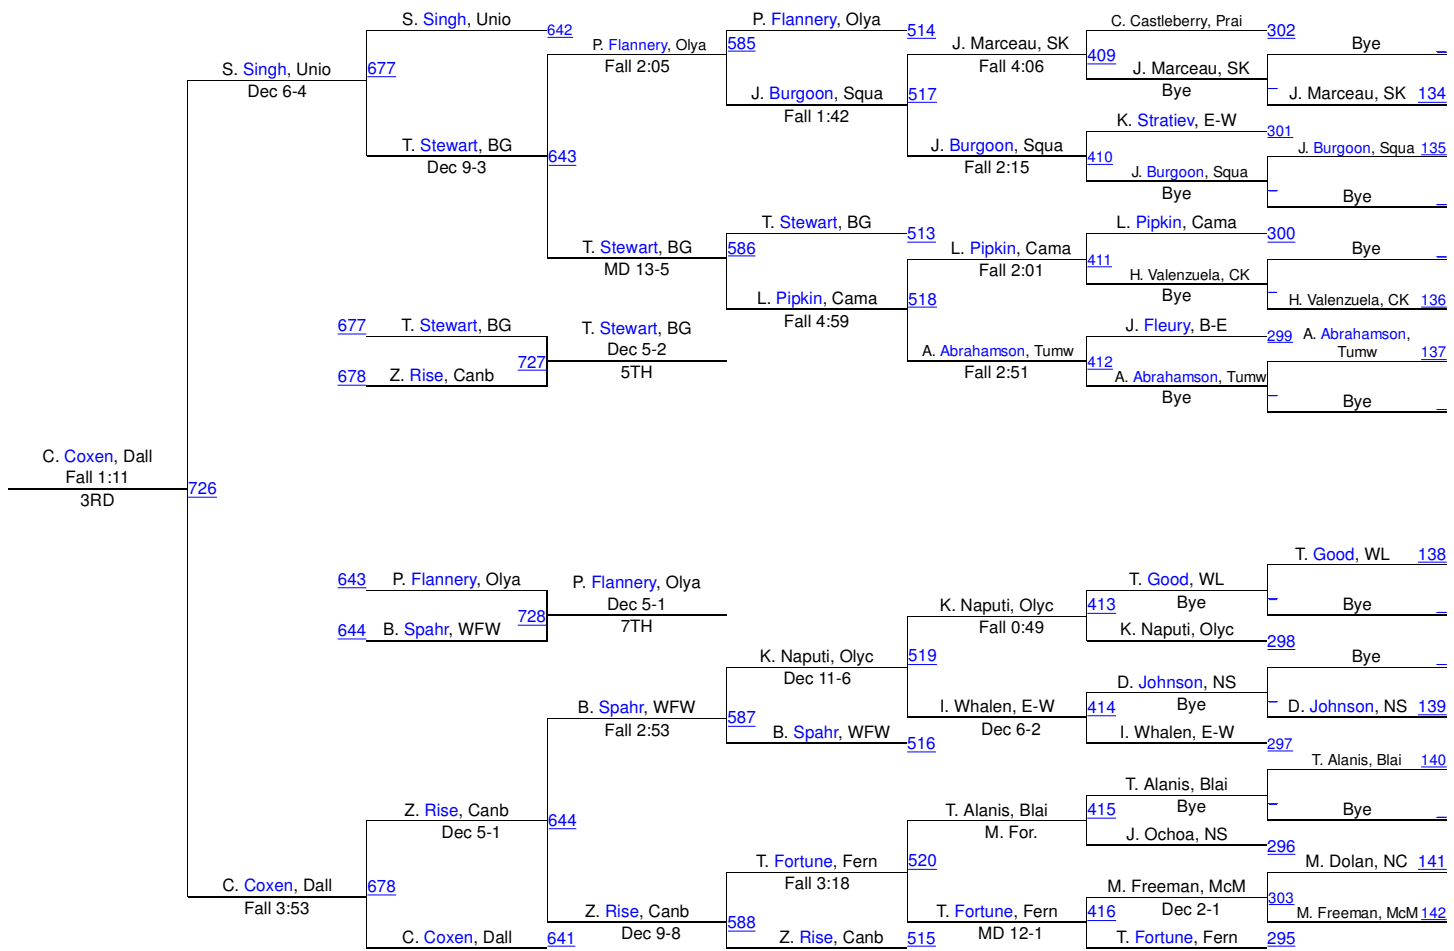 S. Singh, Unio
642
P. Flannery, Olya
514
C. Castleberry, Prai
302
P. Flannery, Olya
585
Fall 2:05
J. Marceau, SK
409
Fall 4:06
Bye
_
S. Singh, Unio
677
Dec 6-4
J. Marceau, SK
Bye
_
J. Burgoon, Squa
517
Fall 1:42
J. Marceau, SK 134
K. Stratiev, E-W
301
T. Stewart, BG
643
Dec 9-3
J. Burgoon, Squa
410
Fall 2:15
J. Burgoon, Squa 135
J. Burgoon, Squa
Bye
_
Bye
_
T. Stewart, BG
513
L. Pipkin, Cama
300
T. Stewart, BG
586
MD 13-5
L. Pipkin, Cama
411
Fall 2:01
Bye
_
H. Valenzuela, CK
Bye
_
L. Pipkin, Cama
518
Fall 4:59
H. Valenzuela, CK 136
677
T. Stewart, BG
T. Stewart, BG
Dec 5-2
5TH
727
J. Fleury, B-E
299
A. Abrahamson,
Tumw
137
A. Abrahamson, Tumw
412
Fall 2:51
678
Z. Rise, Canb
A. Abrahamson, Tumw
Bye
_
Bye
_
C. Coxen, Dall
Fall 1:11
3RD
726
T. Good, WL 138
643
P. Flannery, Olya
P. Flannery, Olya
Dec 5-1
7TH
728
T. Good, WL
Bye
_
K. Naputi, Olyc
413
Fall 0:49
Bye
_
644
B. Spahr, WFW
K. Naputi, Olyc
298
K. Naputi, Olyc
519
Dec 11-6
Bye
_
D. Johnson, NS
Bye
_
B. Spahr, WFW
587
Fall 2:53
I. Whalen, E-W
414
Dec 6-2
D. Johnson, NS 139
B. Spahr, WFW
516
I. Whalen, E-W
297
T. Alanis, Blai 140
T. Alanis, Blai
Bye
_
Z. Rise, Canb
644
Dec 5-1
T. Alanis, Blai
415
M. For.
Bye
_
J. Ochoa, NS
296
T. Fortune, Fern
520
Fall 3:18
M. Dolan, NC 141
C. Coxen, Dall
678
Fall 3:53
M. Freeman, McM
303
Dec 2-1
Z. Rise, Canb
588
Dec 9-8
T. Fortune, Fern
416
MD 12-1
M. Freeman, McM 142
C. Coxen, Dall
641
Z. Rise, Canb
515
T. Fortune, Fern
295